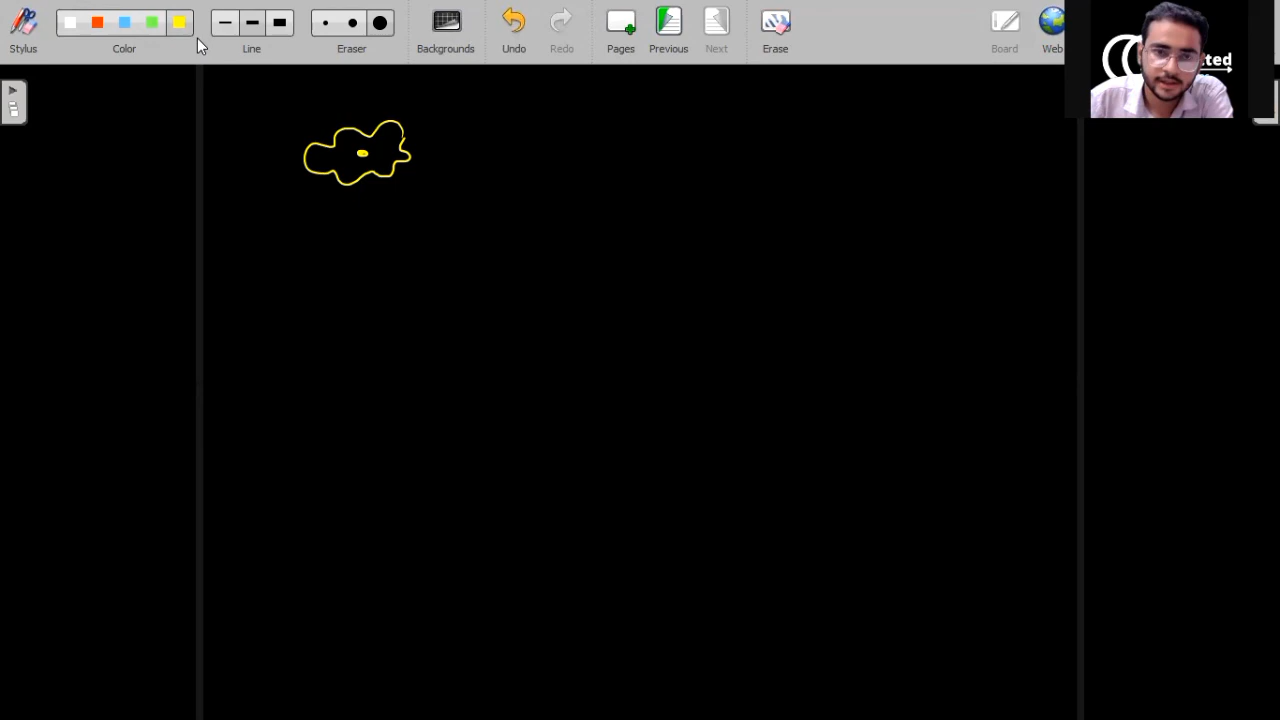 Stylus
Color
Line
Eraser
Backgrounds
Undo
Redo
Pages
Previous
Next
Erase
Board
Web
ted